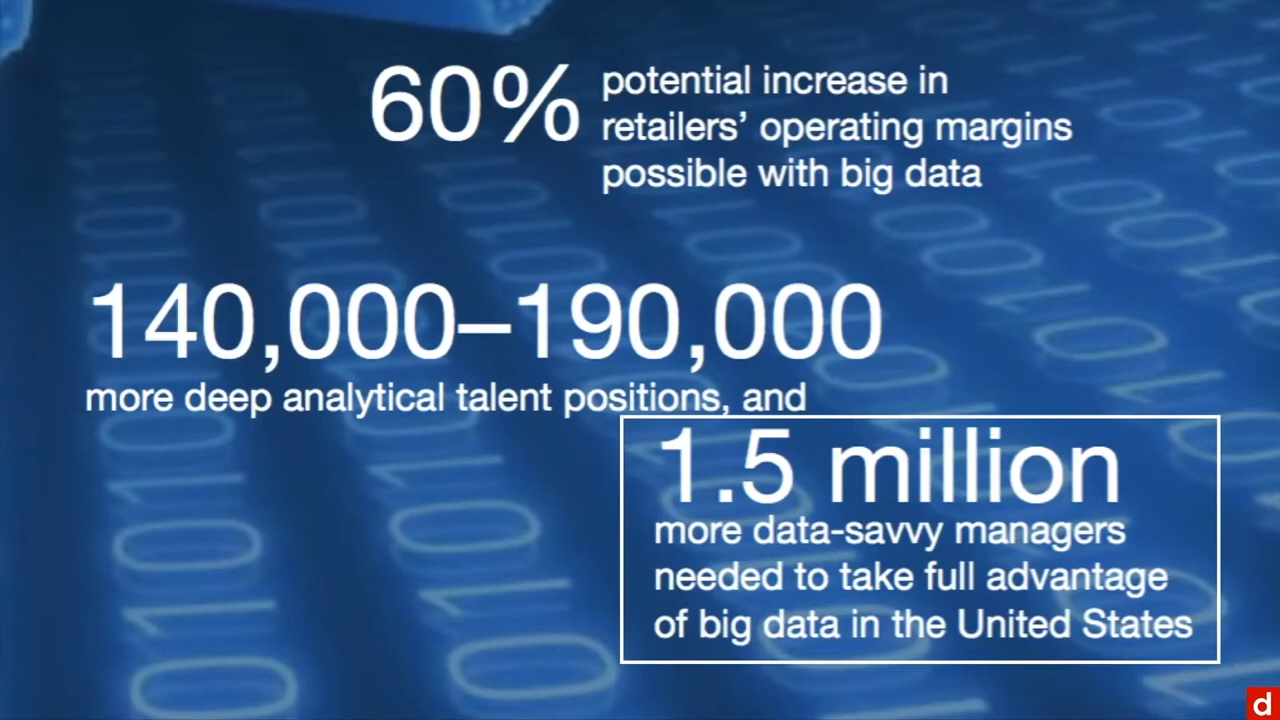 60%
potential increase in
retailers’ operating margins
possible with big data
140,000–190,000
more deep analytical talent positions, and
1.5 million
more data-savvy managers
needed to take full advantage
of big data in the United States
d